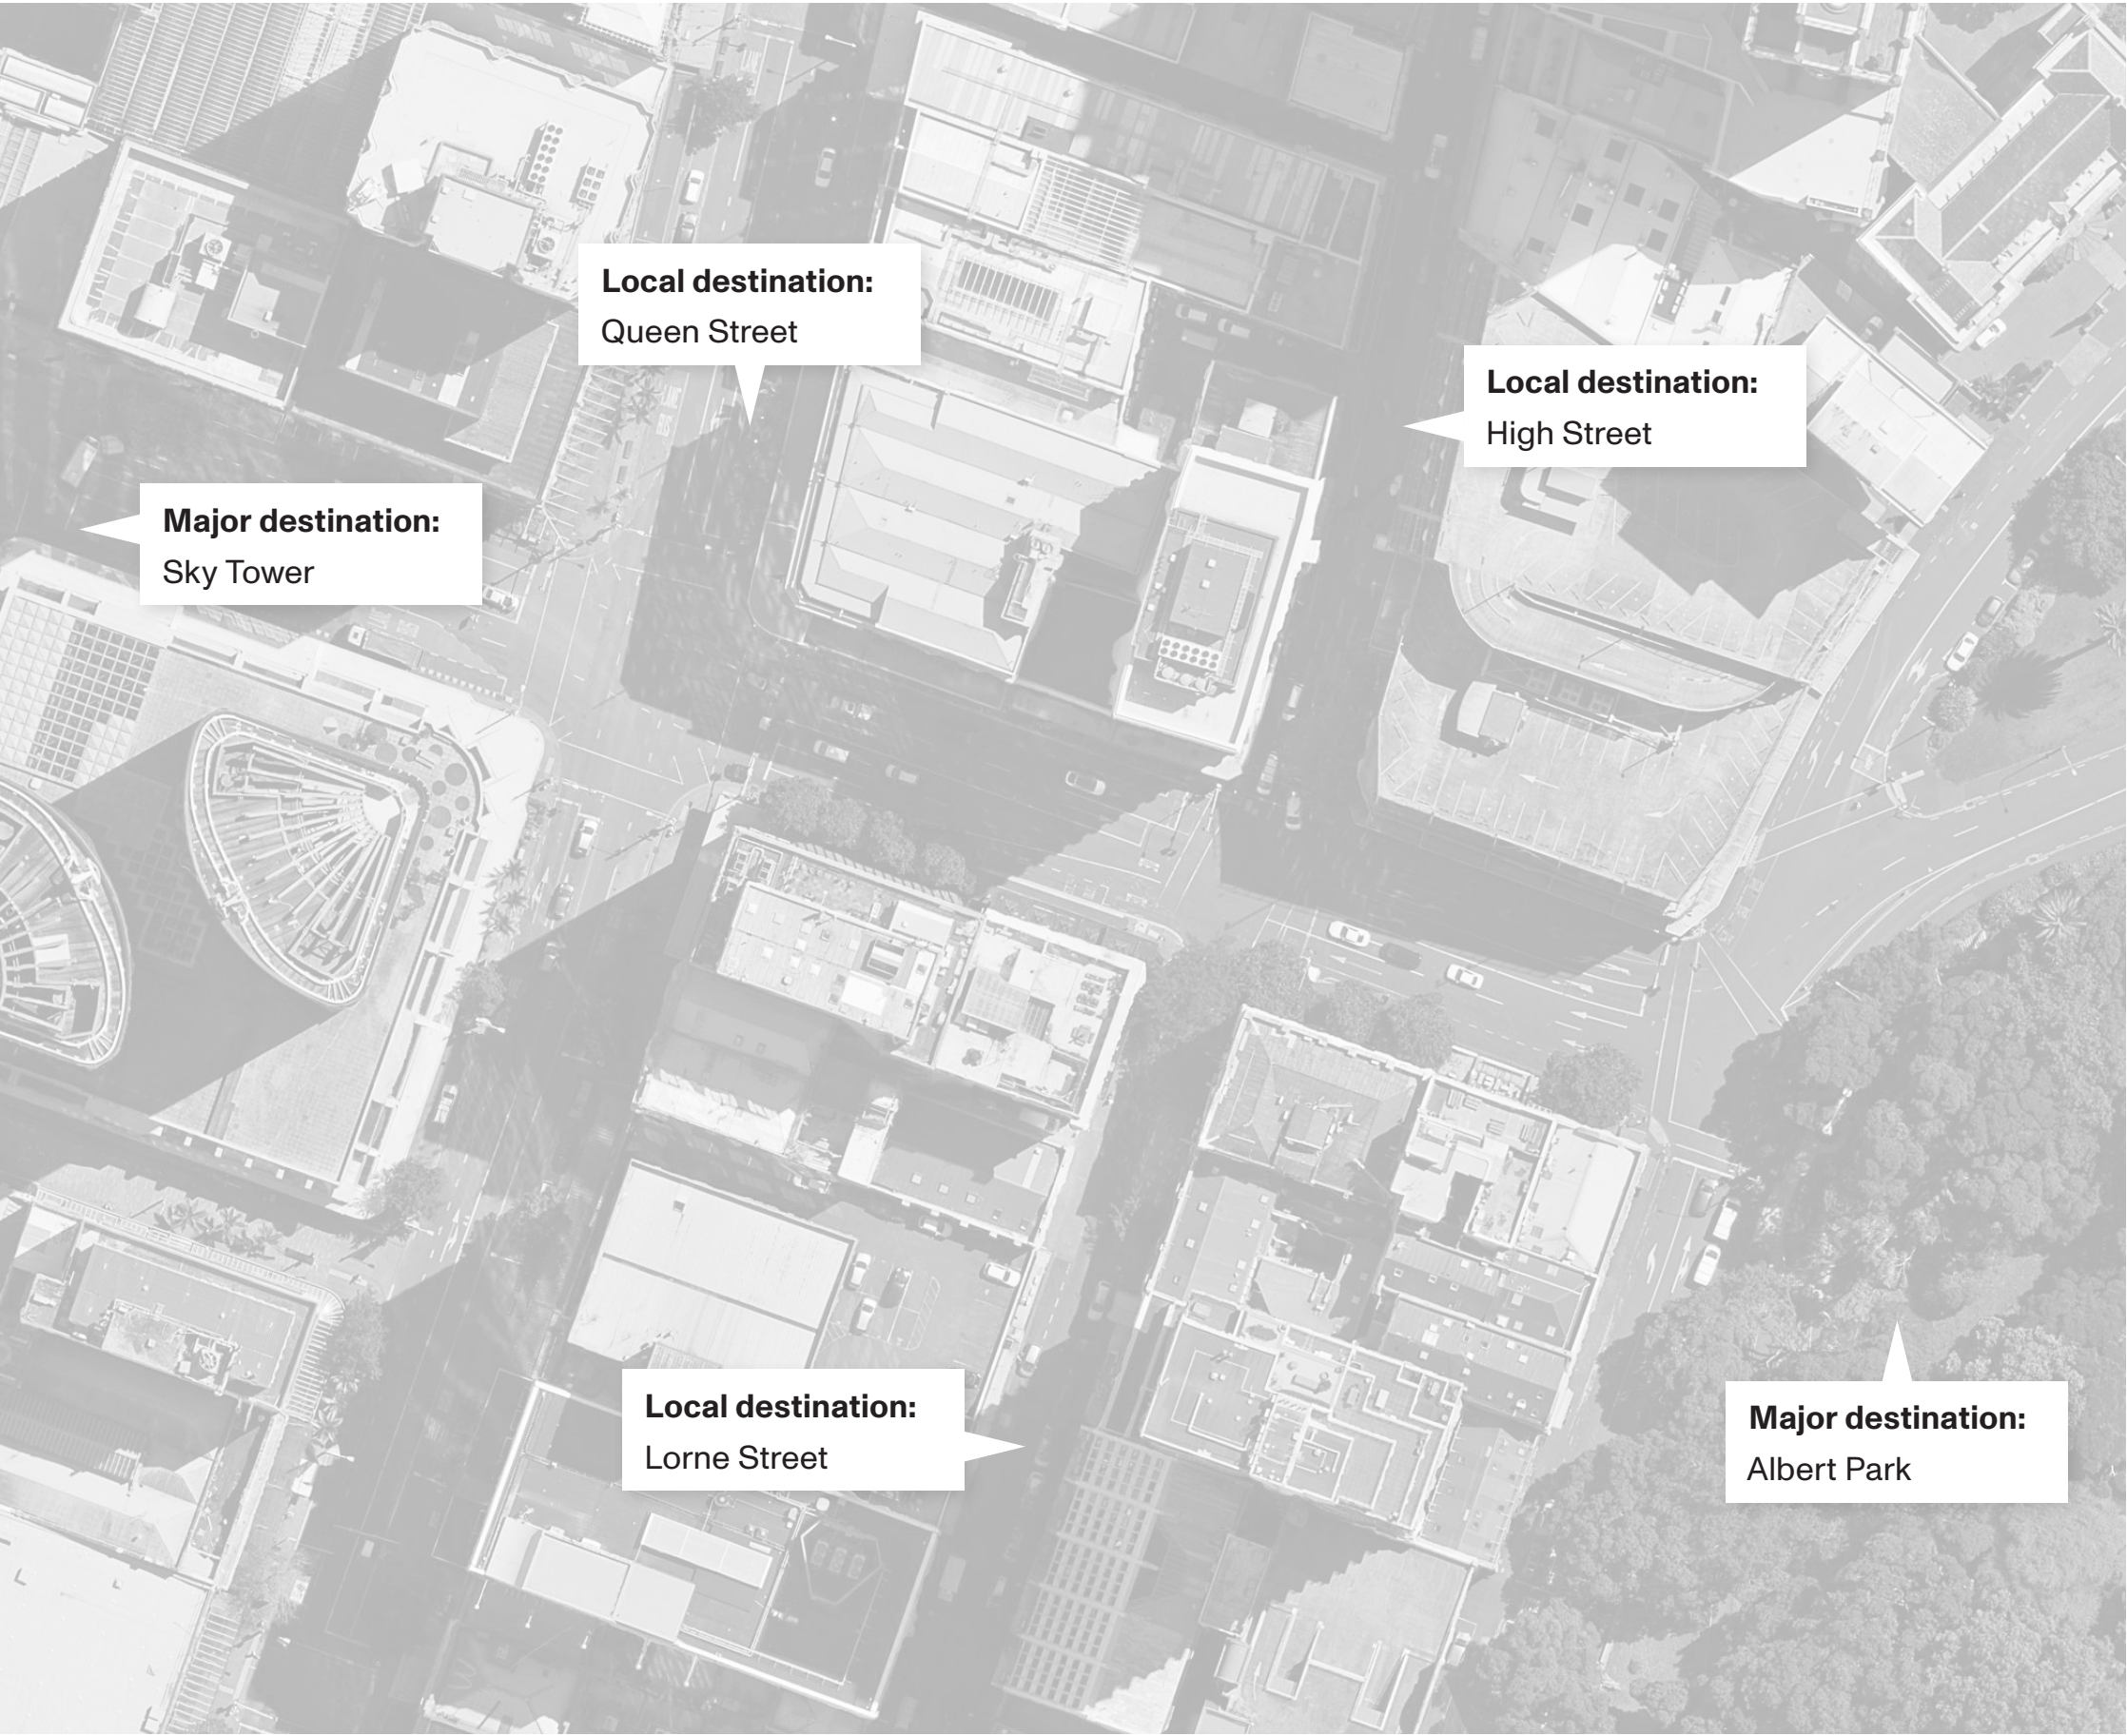 Local destination:
Queen Street
Local destination:
High Street
Major destination:
Sky Tower
Local destination:
Lorne Street
Major destination:
Albert Park